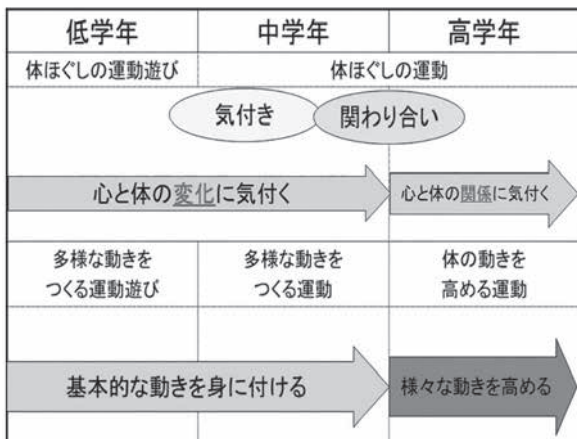 低学年 中学年 高学年
体ほぐしの運動遊び 体ほぐしの運動
気付き 関わり合い
心と体の変化に気付く 心と体の関係に気付く
多様な動きを 多様な動きを 体の動きを
つくる運動遊び つくる運動 高める運動
基本的な動きを身に付ける 様々な動きを高める